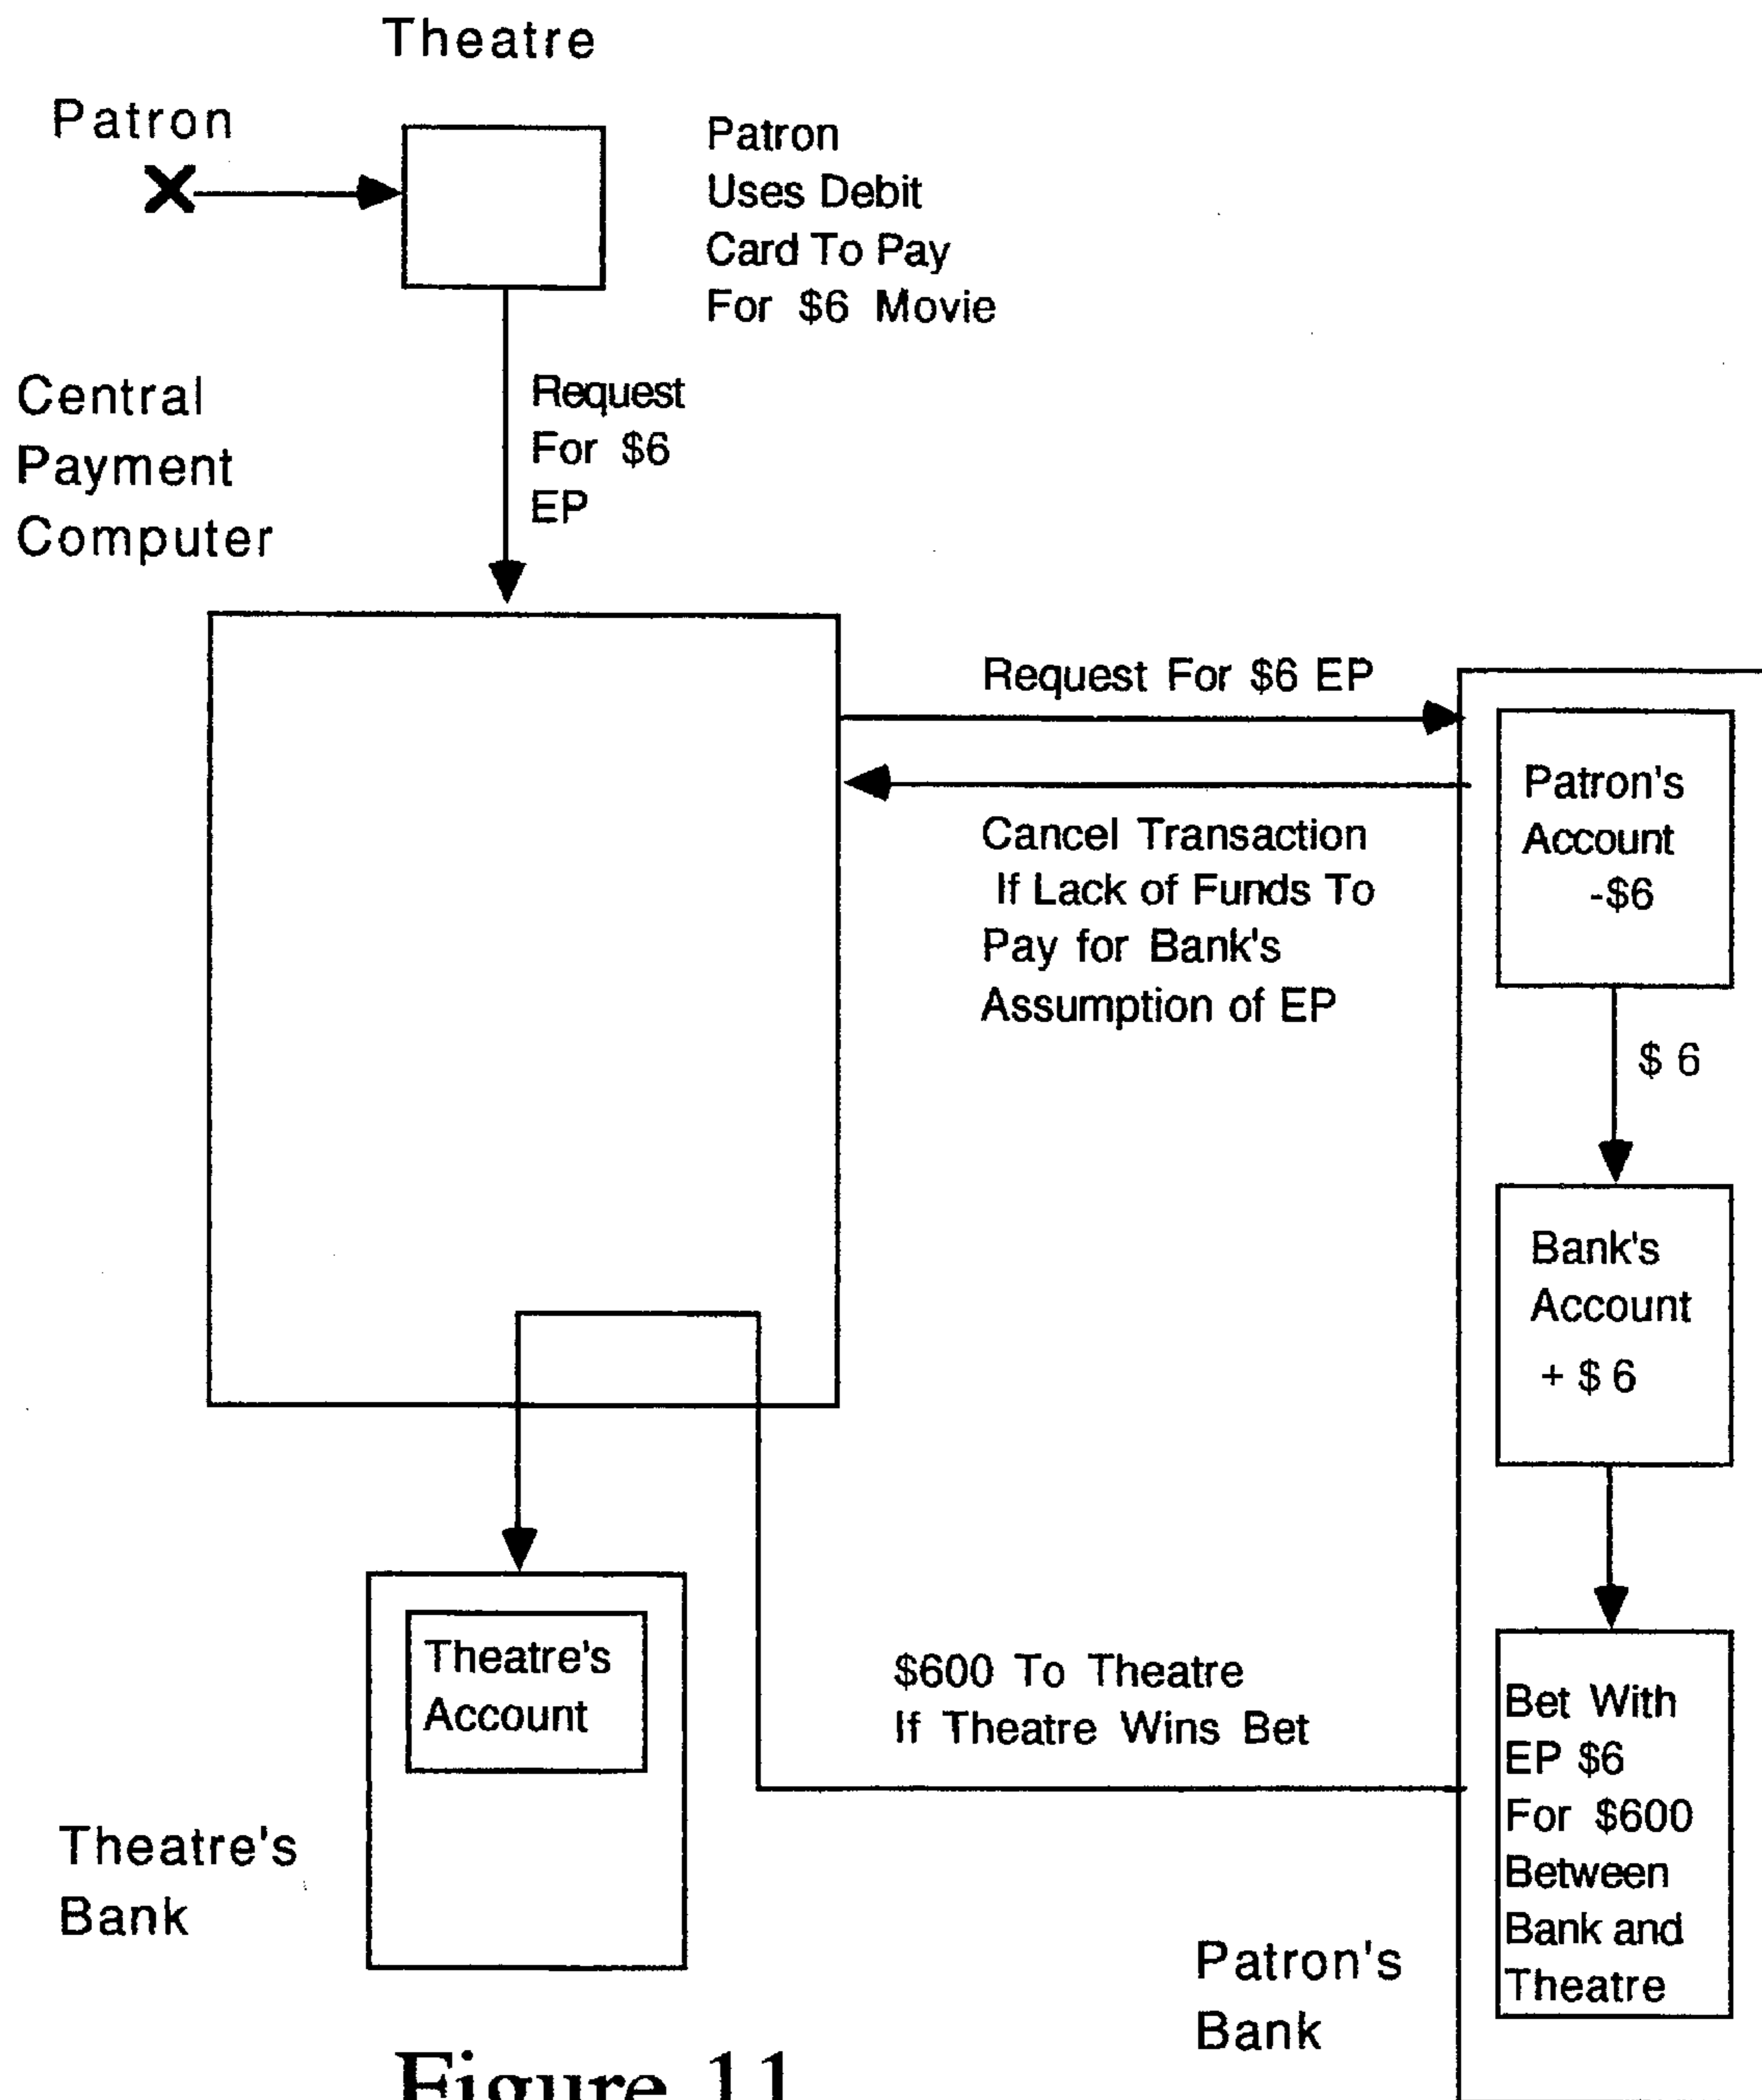 Theatre
Patron
Patron
Uses Debit
Card To Pay
For $6 Movie
Central
Payment
Computer
Request
For $6
EP
Request For $6 EP
Cancel Transaction
If Lack of Funds To
Pay for Bank's
Assumption of EP
Patron's
Account
-$6
$ 6
Bank's
Account
+ $ 6
Theatre's
Account
$600 To Theatre
If Theatre Wins Bet
Bet With
EP $6
For $600
Between
Bank and
Theatre
Theatre's
Bank
Patron's
Bank
Figure 11